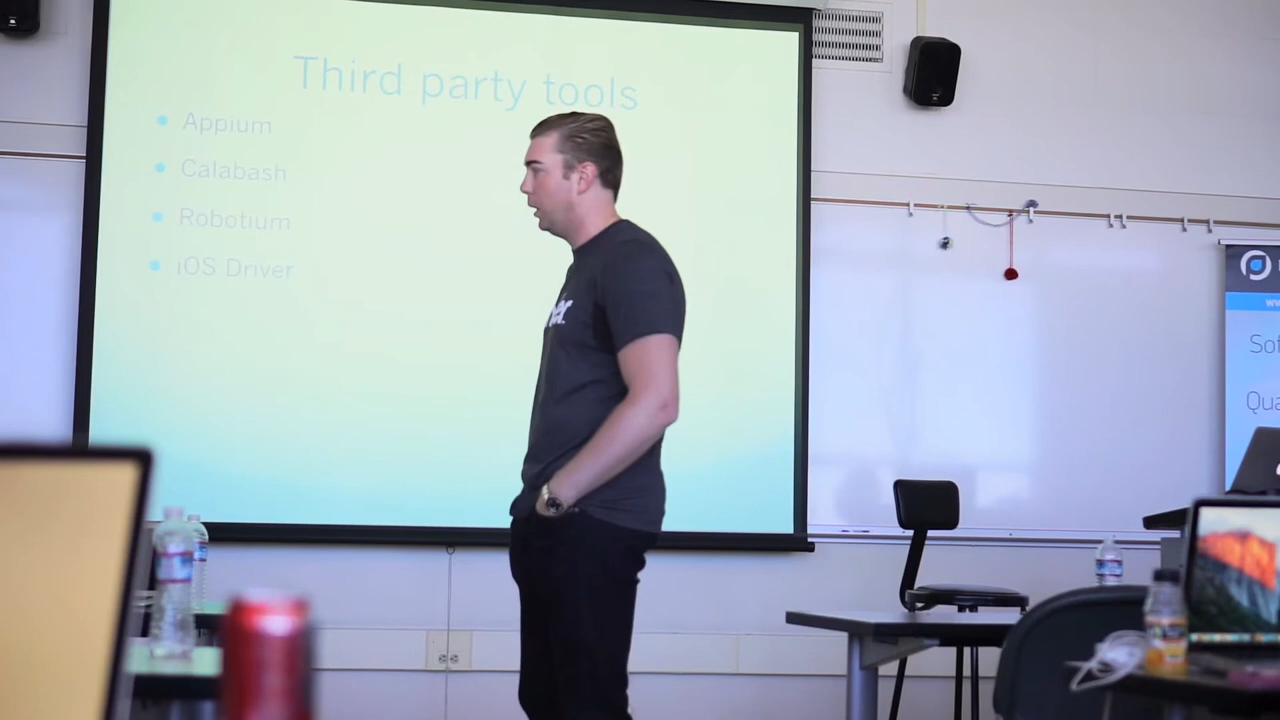 Third party tools
Appium
Calabash
Robotium
iOS Driver